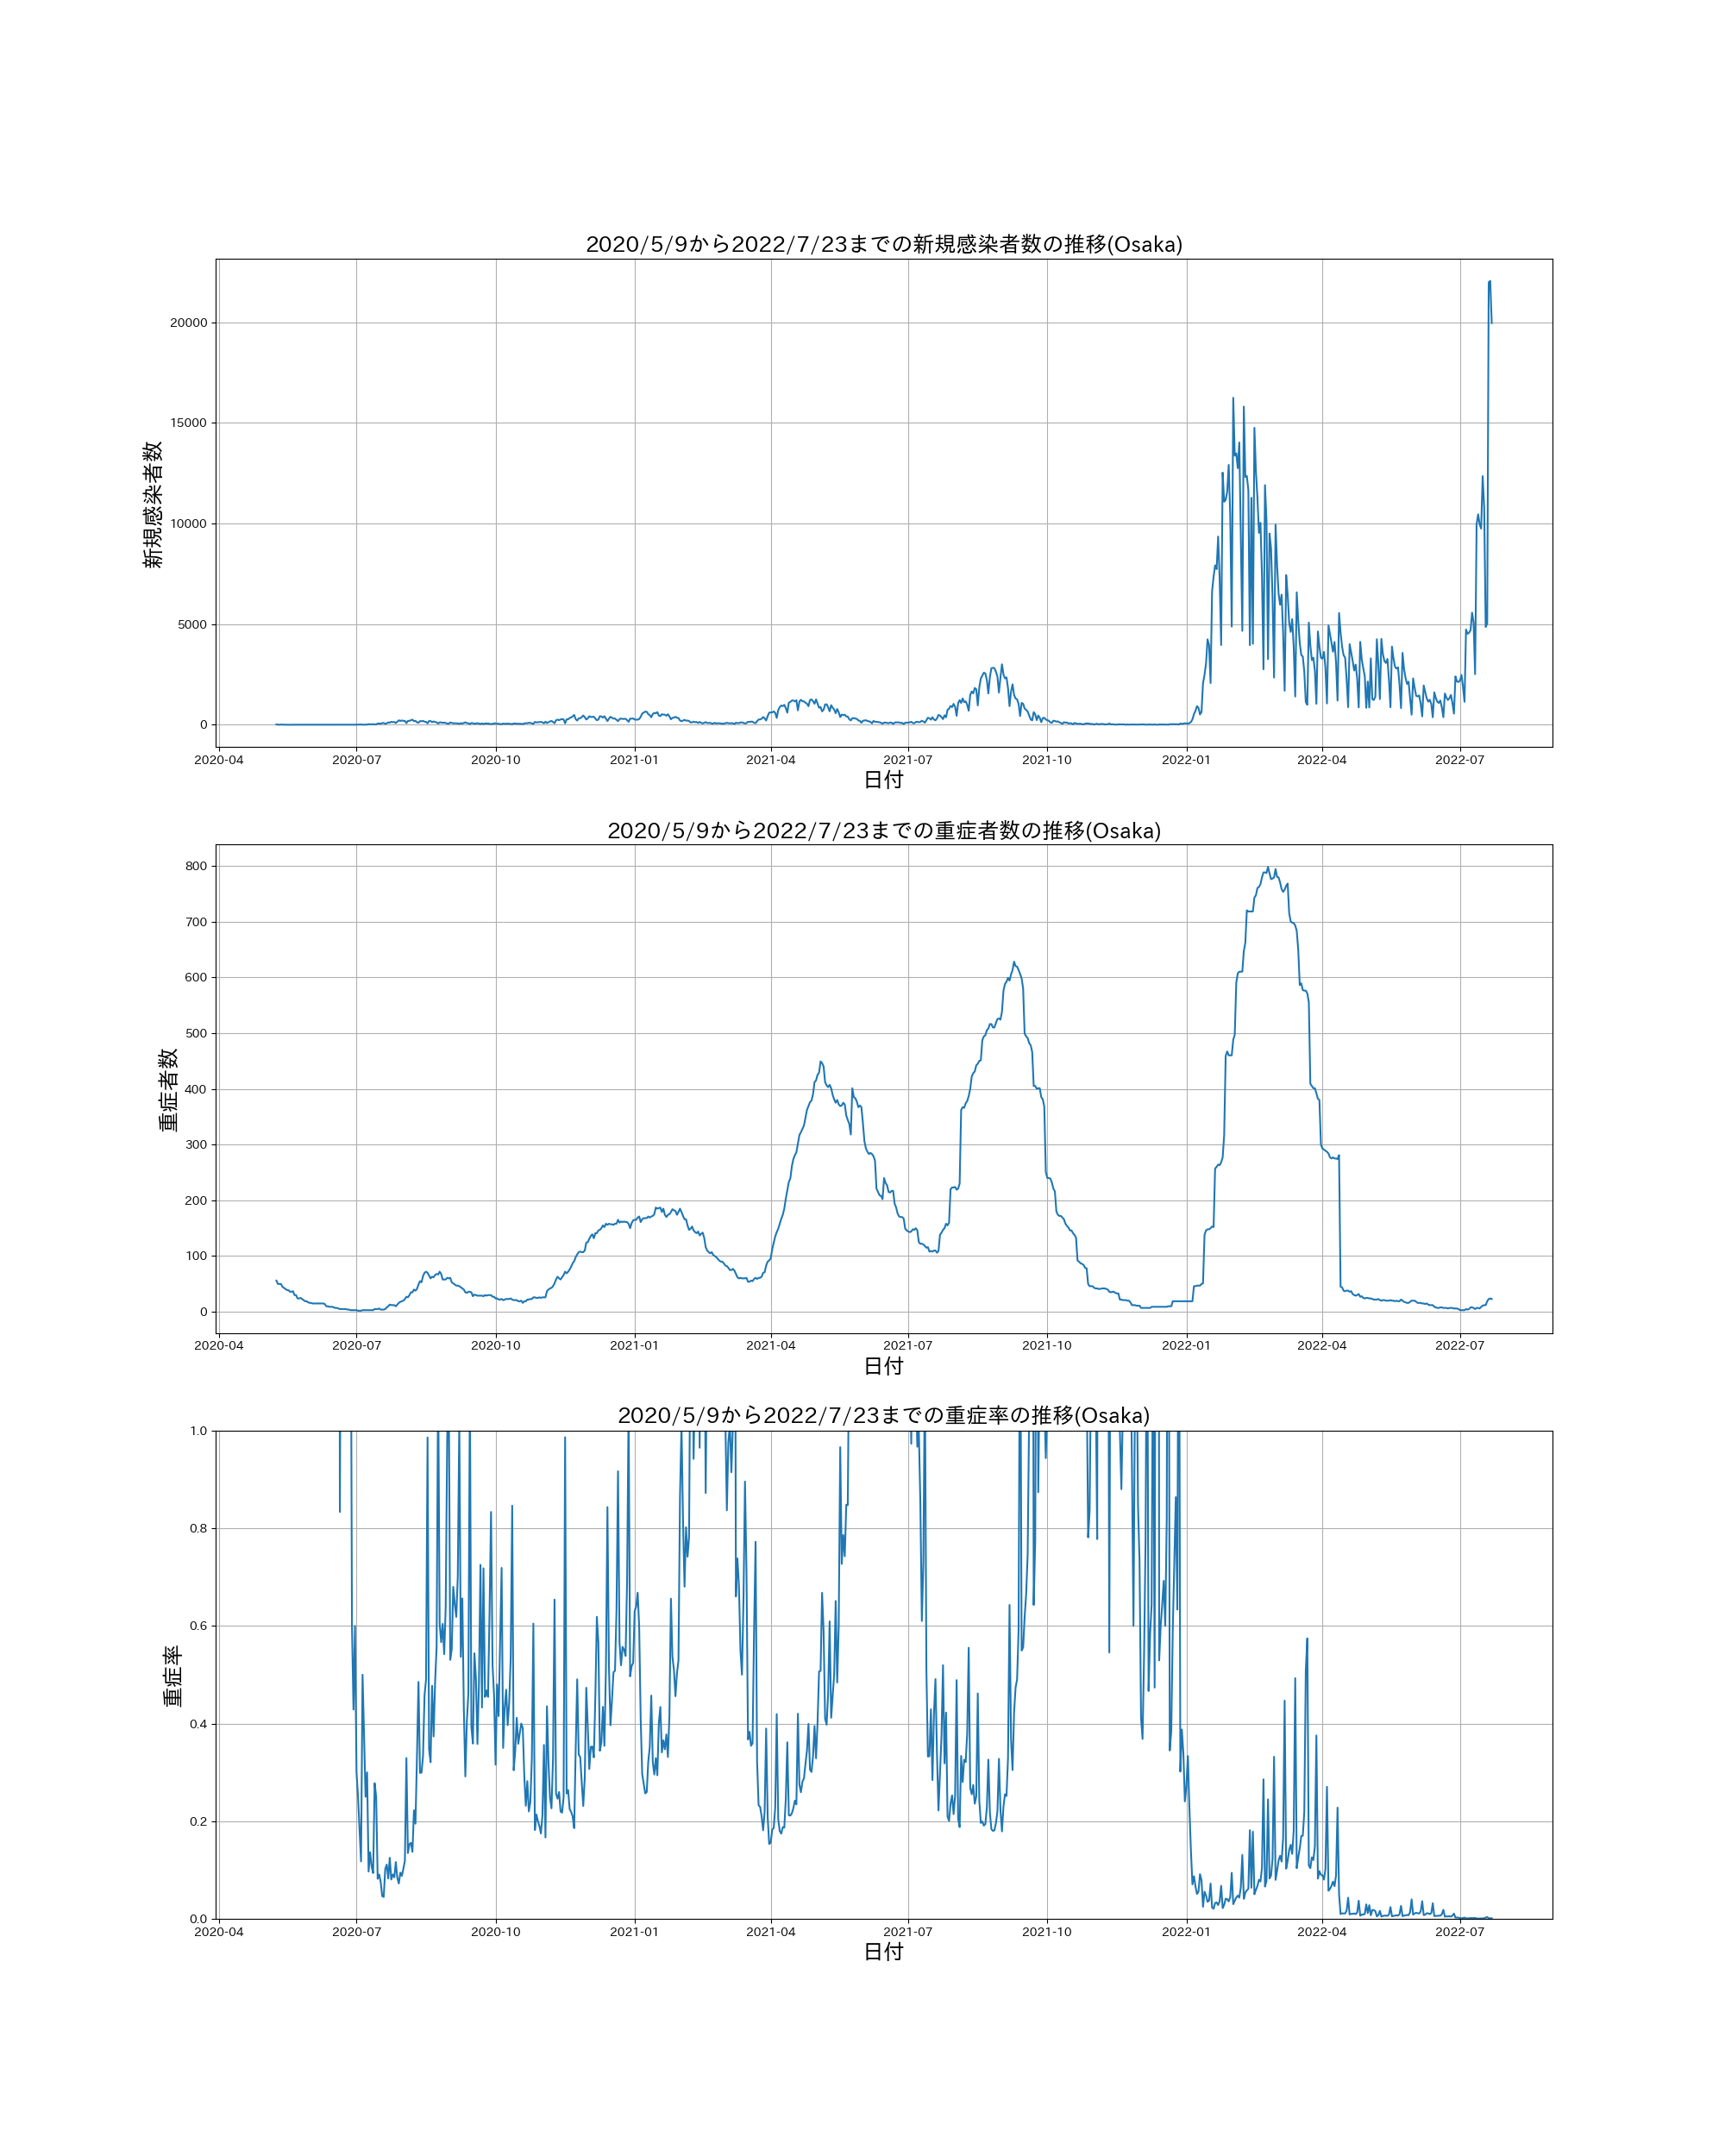 2020/5/9から2022/7/23までの新規感染者数の推移(Osaka)
新規感染者数
20000
15000
10000
5000
0
2020-04 2020-07 2020-10 2021-01 2021-04 2021-07 2021-10 2022-01 2022-04 2022-07
日付
2020/5/9から2022/7/23までの重症者数の推移(Osaka)
重症者数
800
700
600
500
400
300
200
100
0
2020-04 2020-07 2020-10 2021-01 2021-04 2021-07 2021-10 2022-01 2022-04 2022-07
日付
2020/5/9から2022/7/23までの重症率の推移(Osaka)
重症率
1.0
0.8
0.6
0.4
0.2
0.0
2020-04 2020-07 2020-10 2021-01 2021-04 2021-07 2021-10 2022-01 2022-04 2022-07
日付